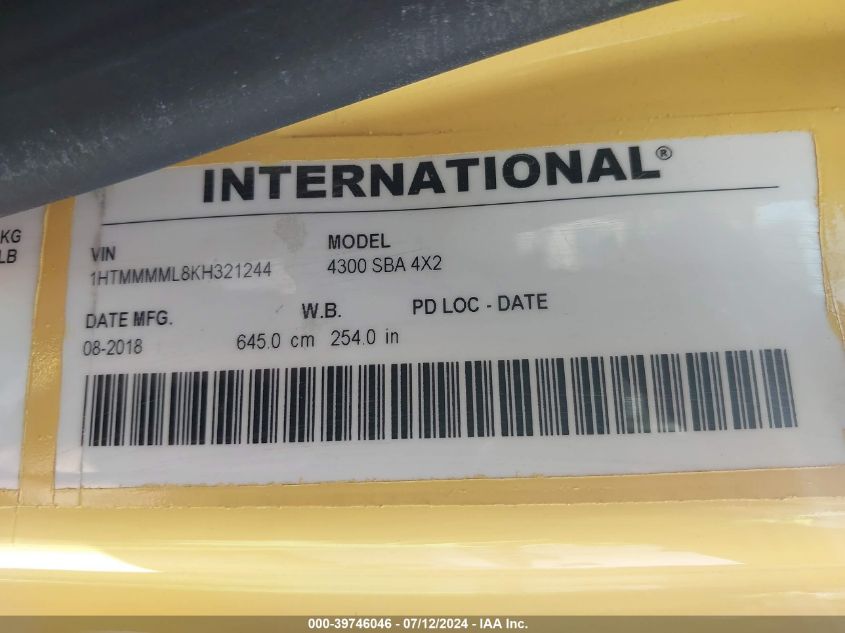 INTERNATIONAL®
KG
LB
VIN
MODEL
1HTMMMML8KH321244
4300 SBA 4X2
DATE MFG.
W.B.
PD LOC - DATE
08-2018
645.0 cm 254.0 in
000-39746046 - 07/12/2024 - IAA Inc.